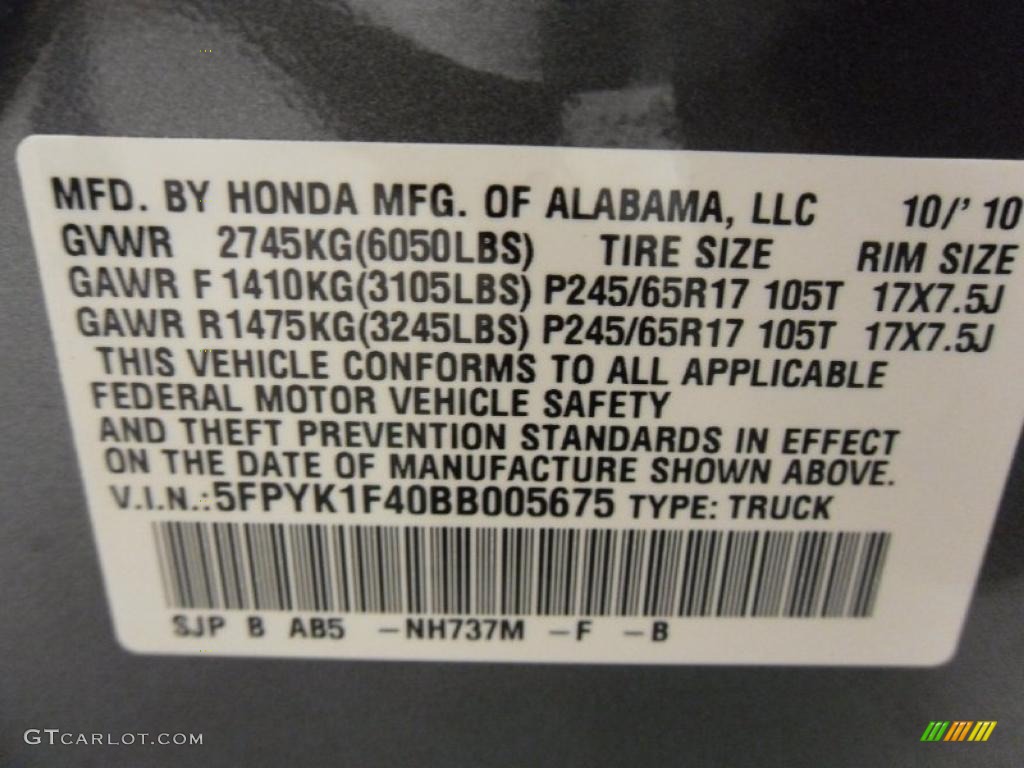 MFD. BY HONDA MFG. OF ALABAMA, LLC 10/' 10
GVWR 2745KG(6050LBS) TIRE SIZE RIM SIZE
GAWR F 1410KG(3105LBS) P245/65R17 105T 17X7.5J
GAWR R1475KG(3245LBS) P245/65R17 105T 17X7.5J
THIS VEHICLE CONFORMS TO ALL APPLICABLE
FEDERAL MOTOR VEHICLE SAFETY
AND THEFT PREVENTION STANDARDS IN EFFECT
ON THE DATE OF MANUFACTURE SHOWN ABOVE.
V.I.N.:5FPYK1F40BB005675 TYPE: TRUCK
SJP B AB5 -NH737M -F -B
GTCARLOT.COM